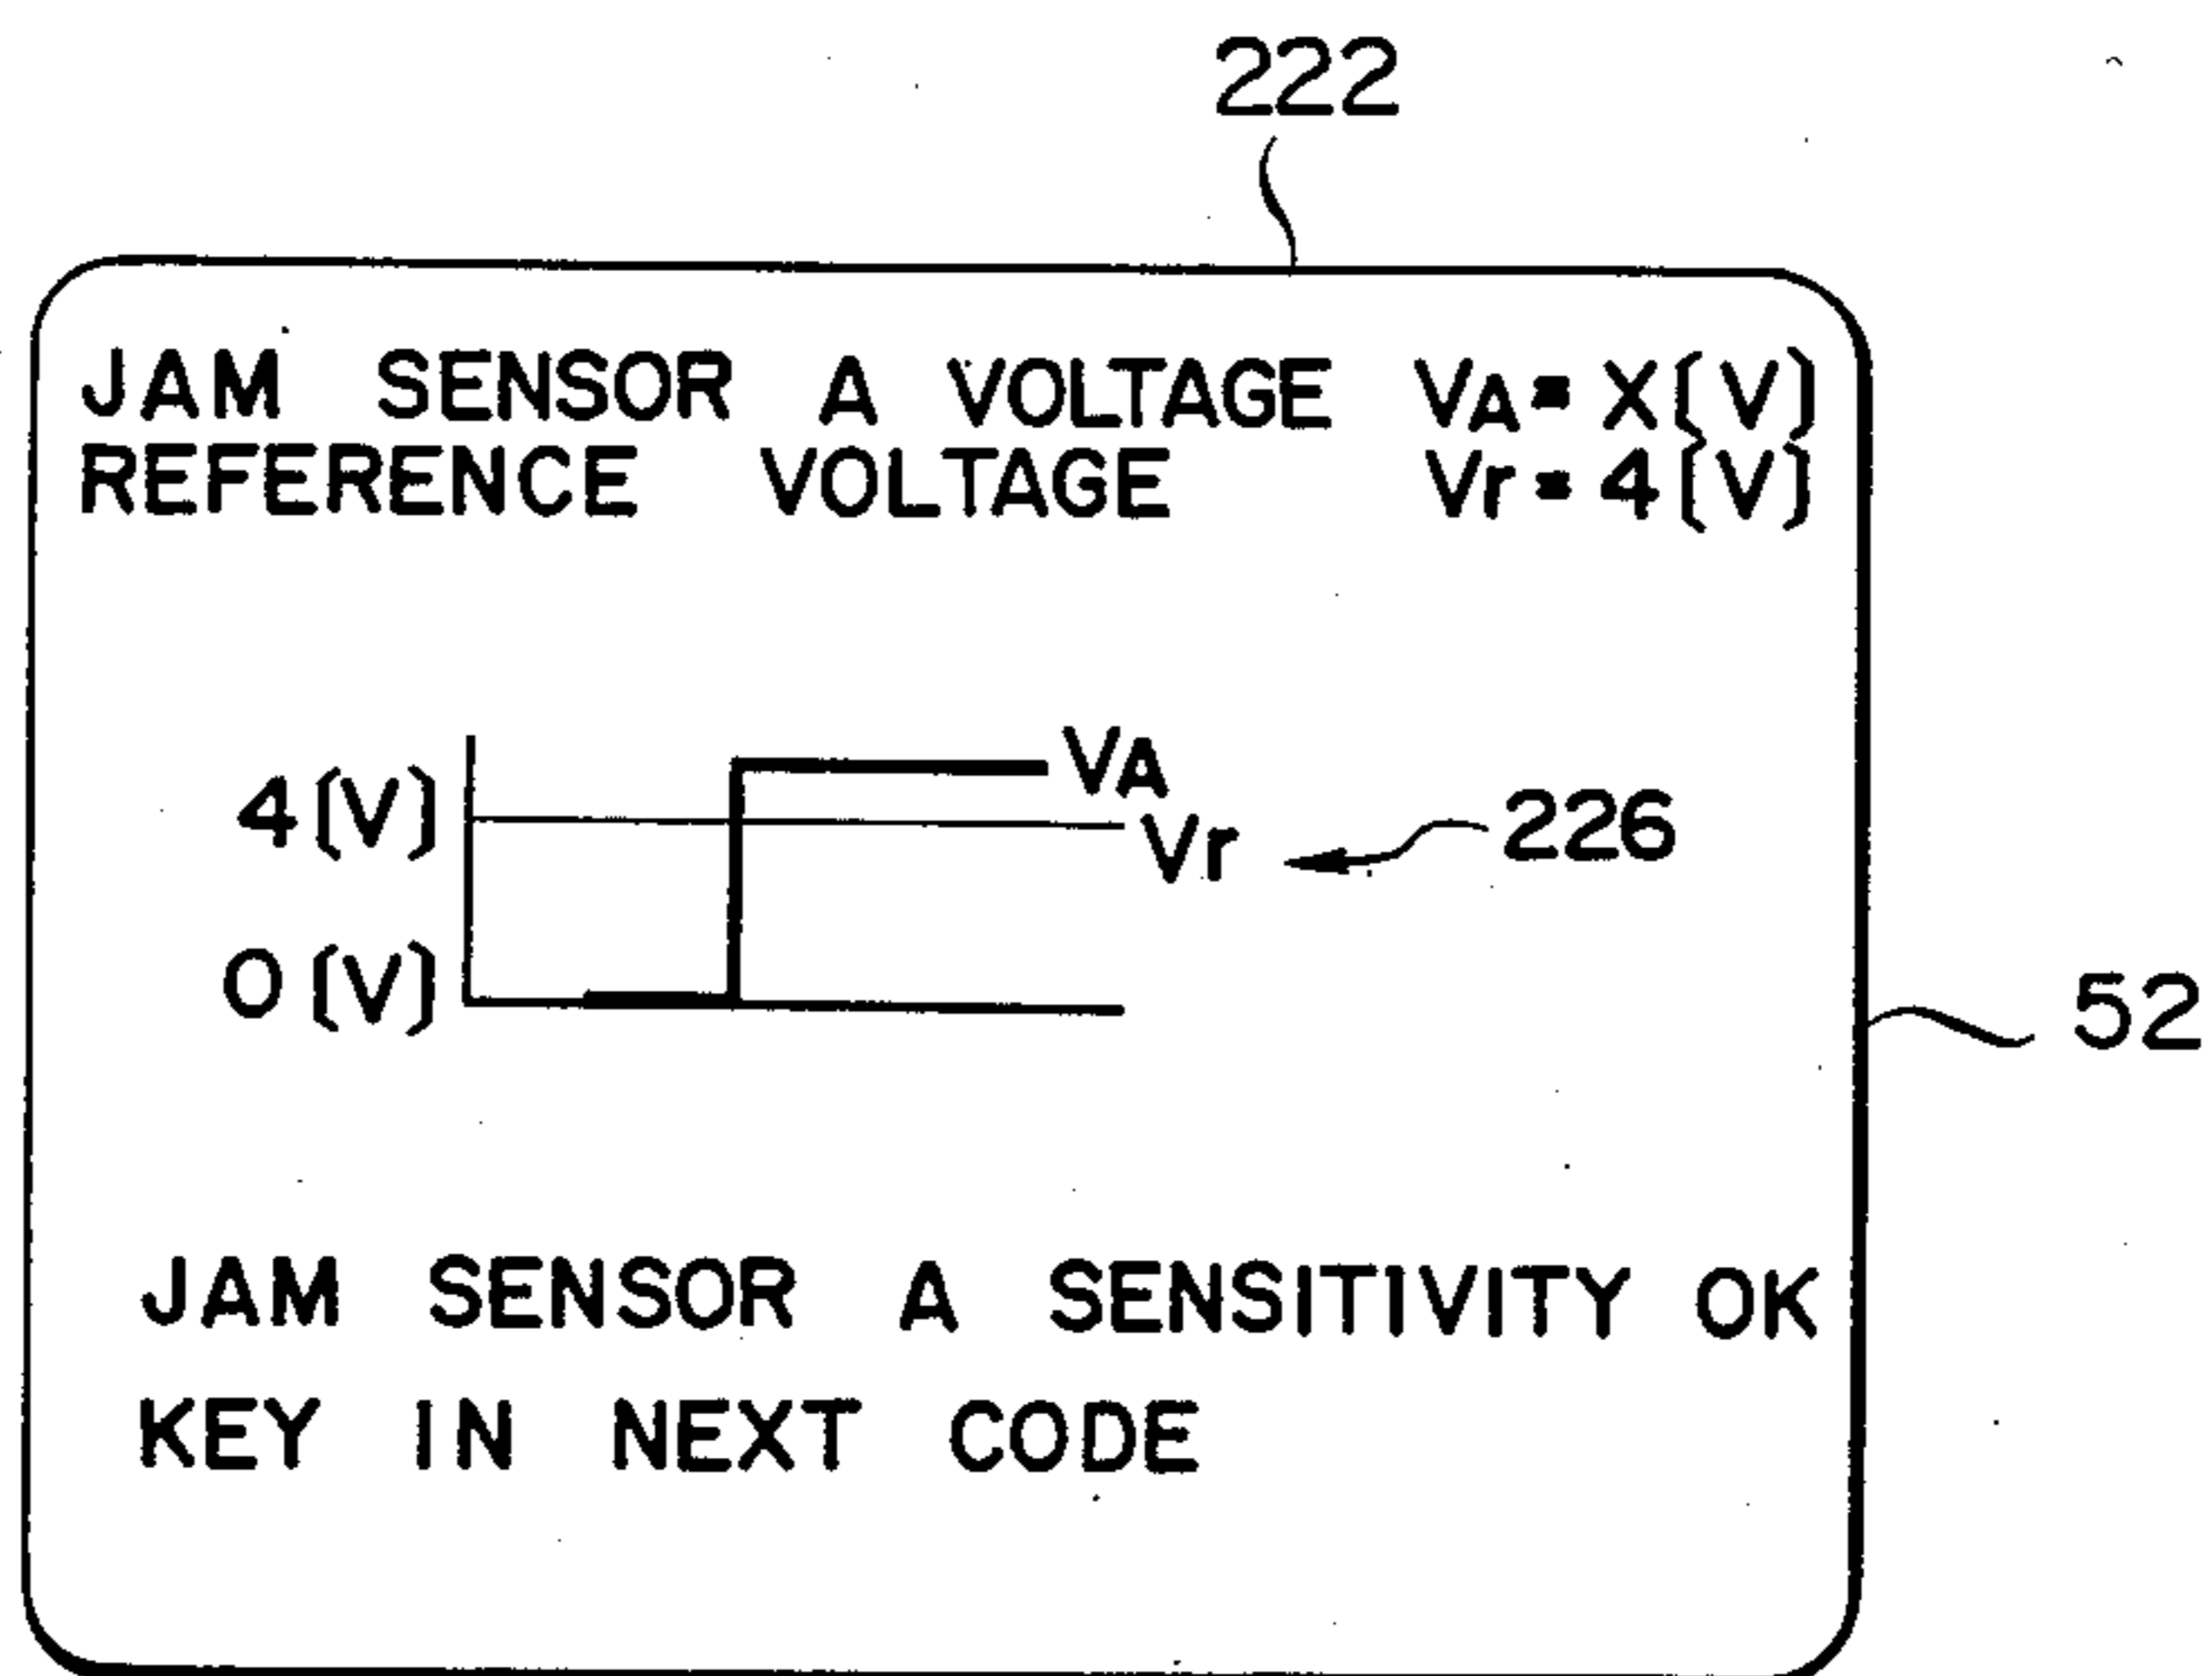 222
JAM SENSOR A VOLTAGE VA = X[V]
REFERENCE VOLTAGE Vr = 4[V]
VA
4[V]
Vr
226
0[V]
52
JAM SENSOR A SENSITIVITY OK
KEY IN NEXT CODE